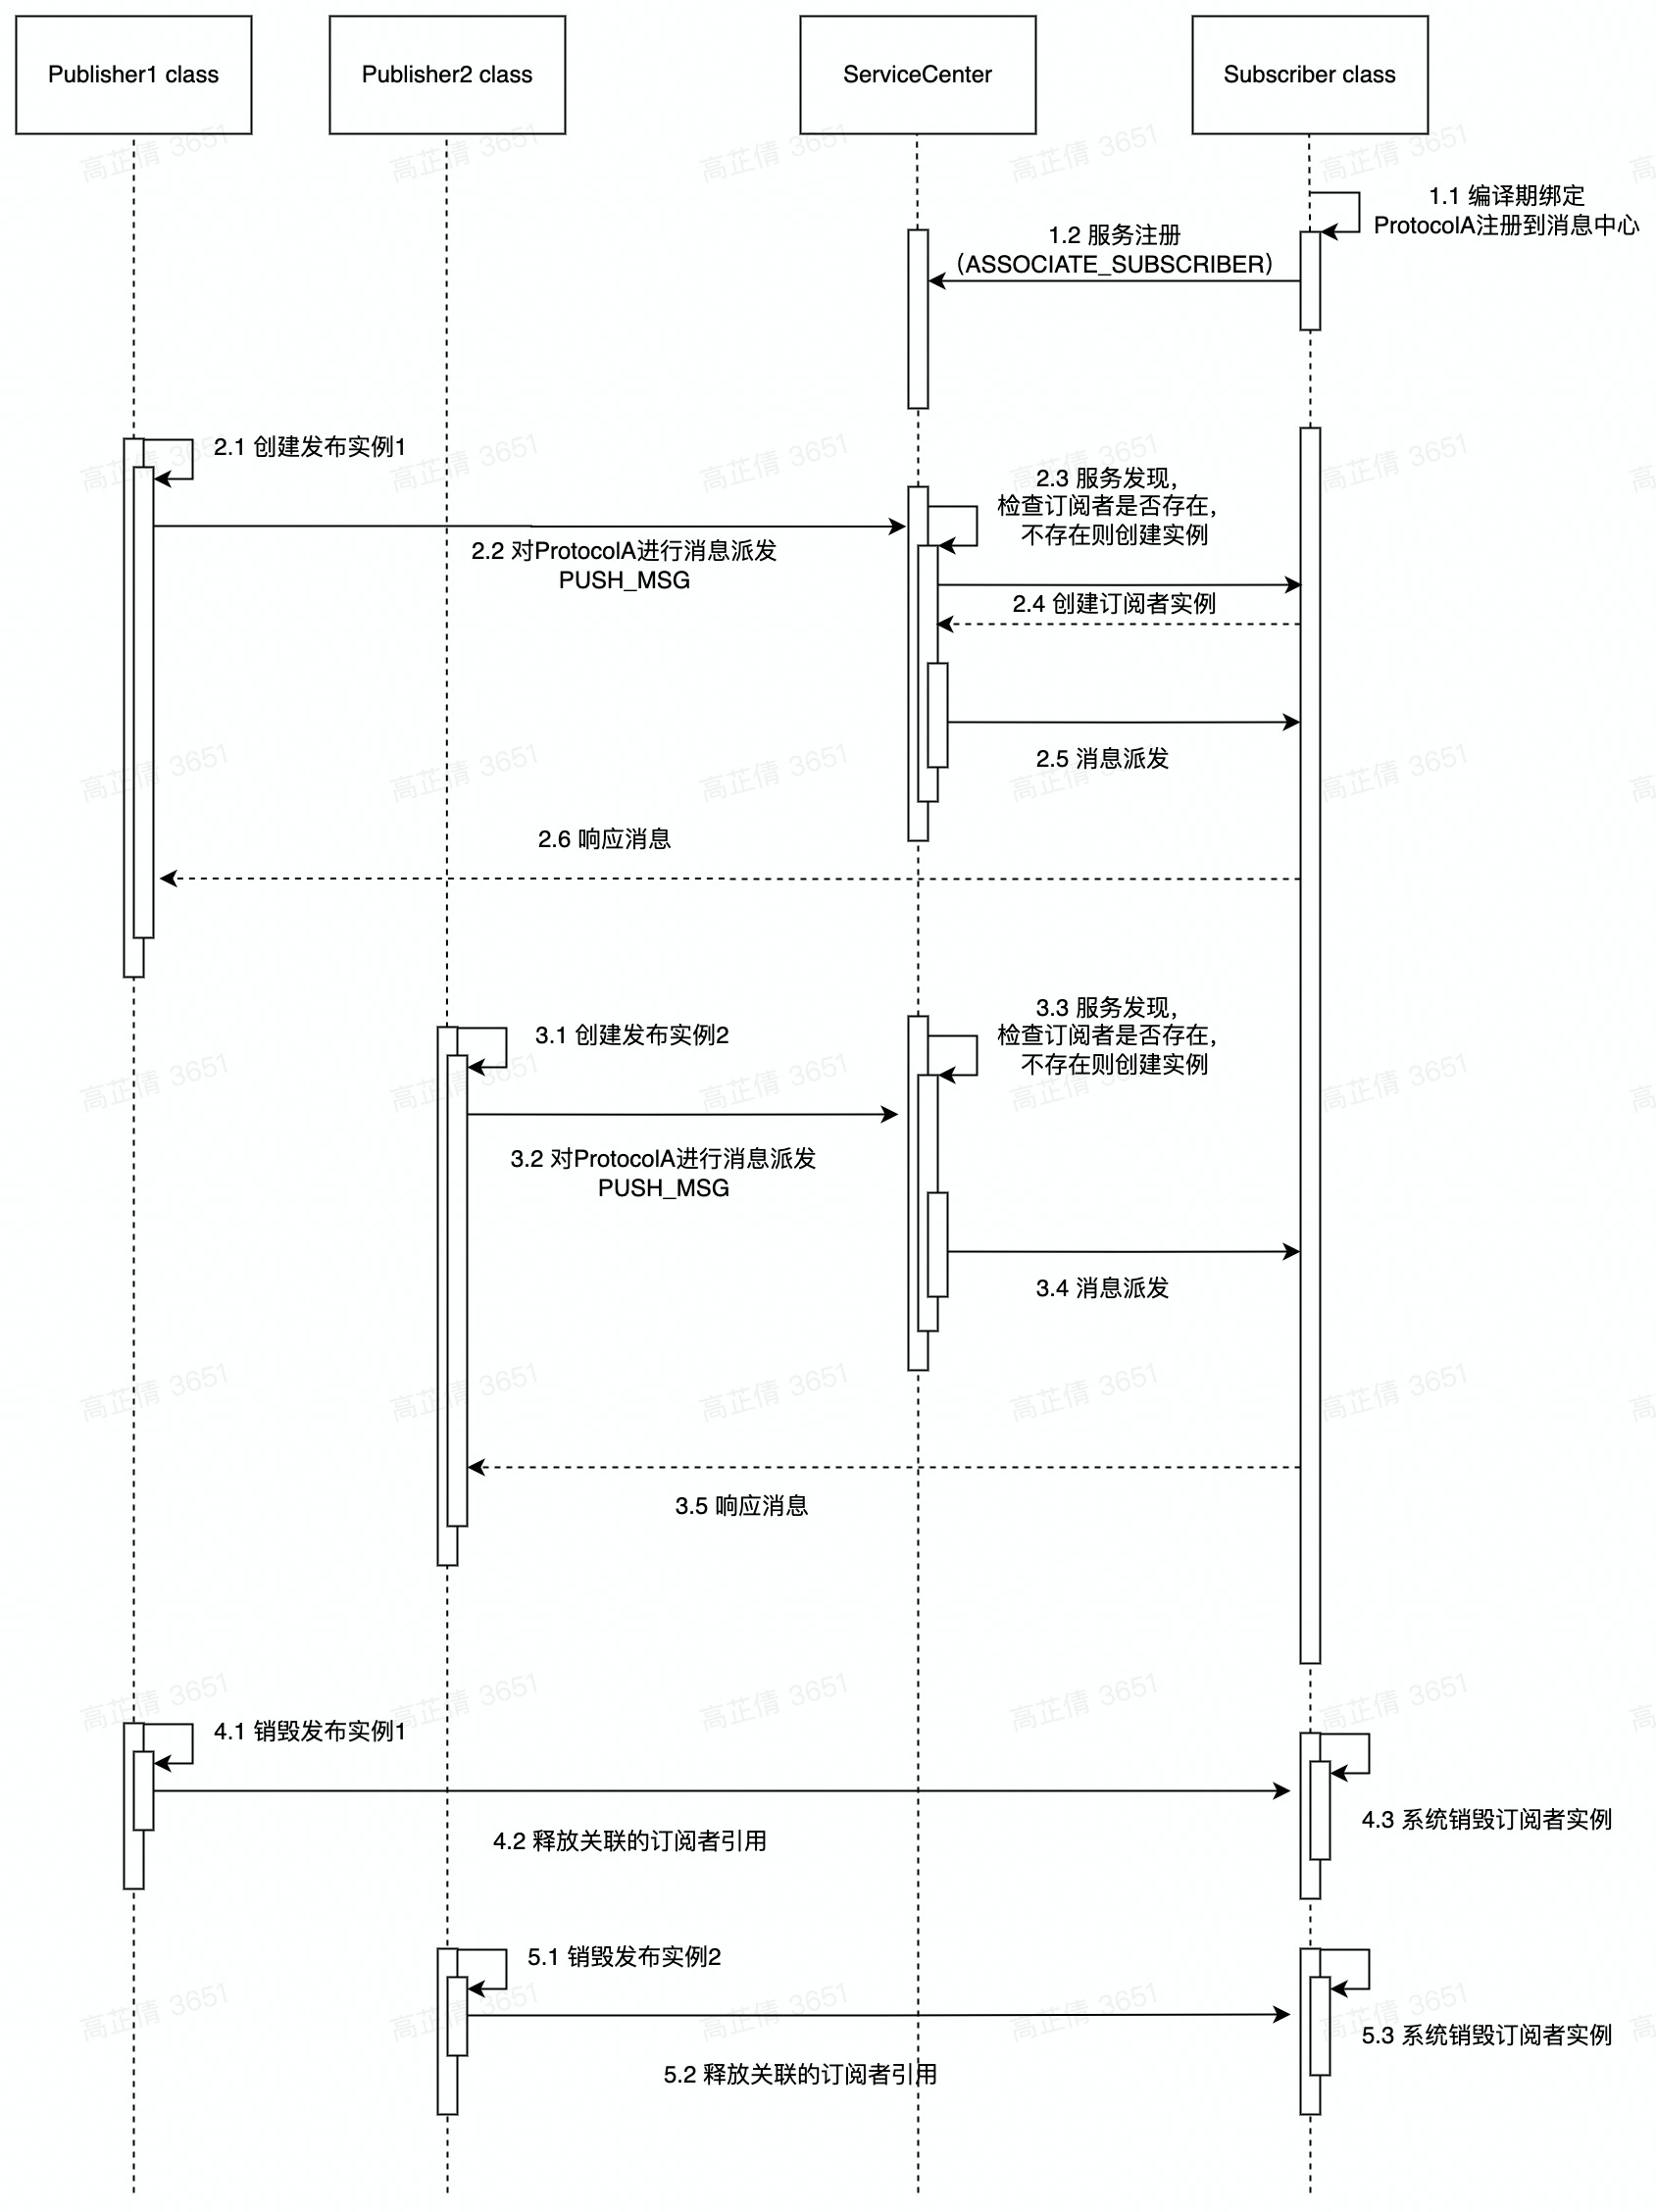 Publisher1 class
Publisher2 class
ServiceCenter
Subscriber class
1.1 编译期绑定
ProtocolA注册到消息中心
1.2 服务注册
（ASSOCIATE_SUBSCRIBER）
2.1 创建发布实例1
2.3 服务发现，
检查订阅者是否存在，
不存在则创建实例
2.2 对ProtocolA进行消息派发
PUSH_MSG
2.4 创建订阅者实例
2.5 消息派发
2.6 响应消息
3.1 创建发布实例2
3.3 服务发现，
检查订阅者是否存在，
不存在则创建实例
3.2 对ProtocolA进行消息派发
PUSH_MSG
3.4 消息派发
3.5 响应消息
4.1 销毁发布实例1
4.2 释放关联的订阅者引用
4.3 系统销毁订阅者实例
5.1 销毁发布实例2
5.2 释放关联的订阅者引用
5.3 系统销毁订阅者实例
高芷倩 3651